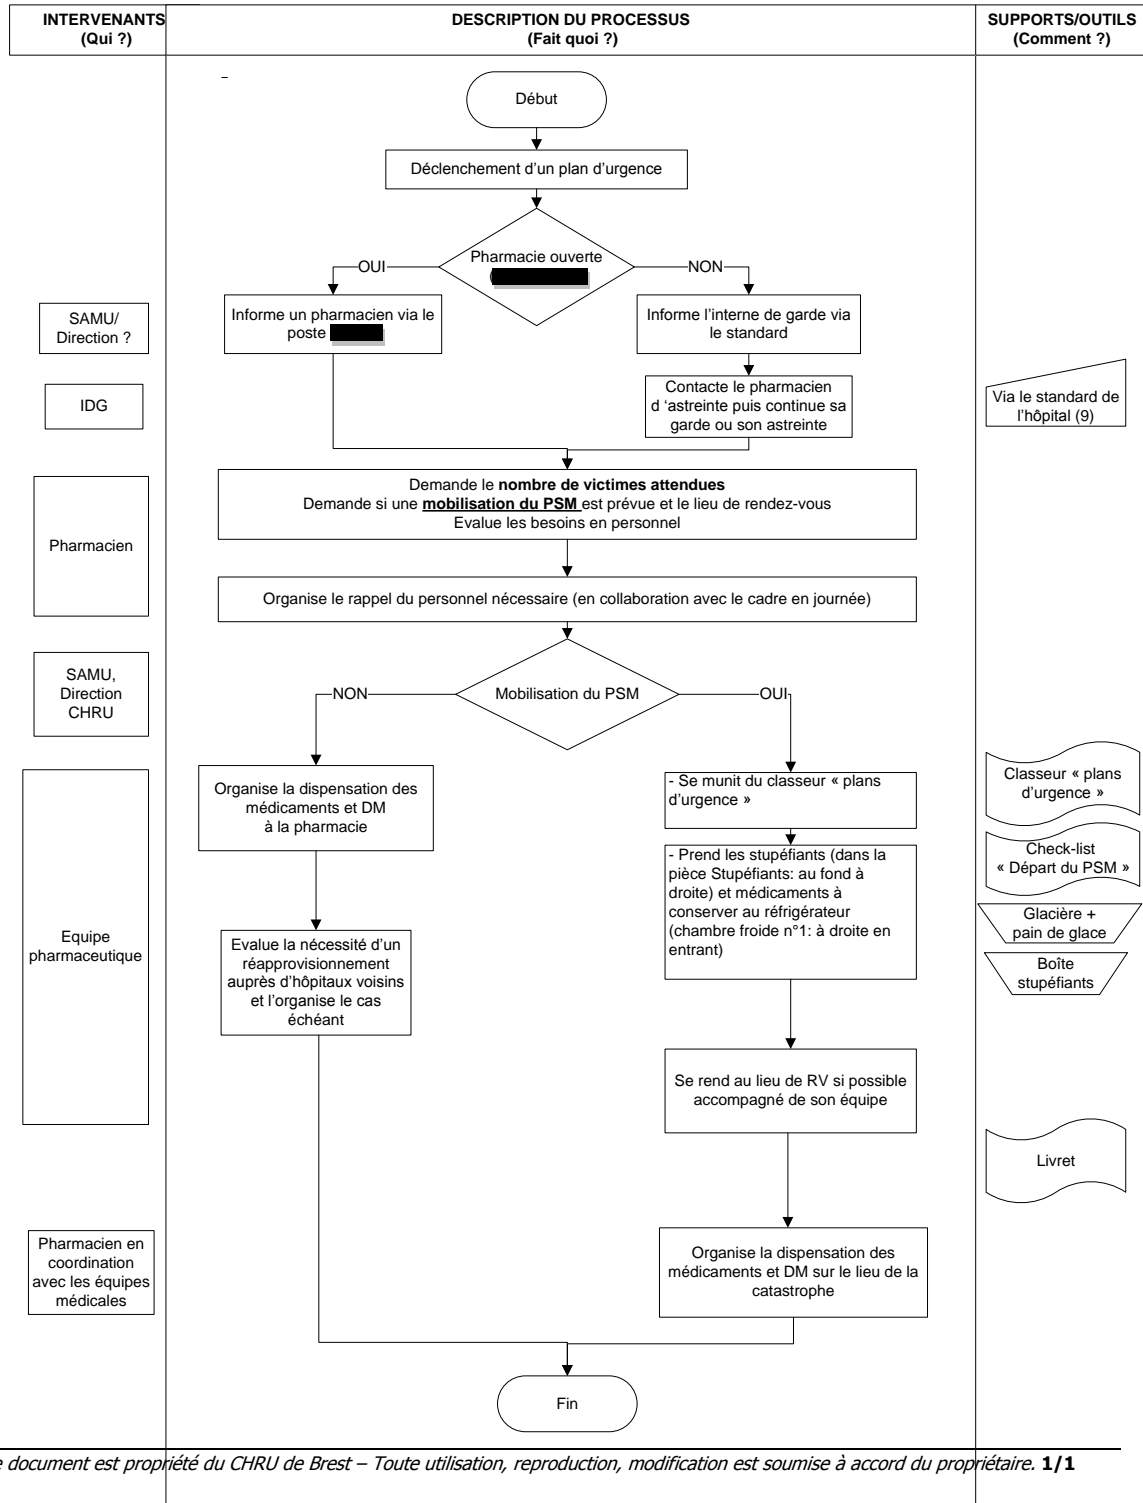 INTERVENANTS
(Qui ?)
DESCRIPTION DU PROCESSUS
(Fait quoi ?)
SUPPORTS/OUTILS
(Comment ?)
Début
Déclenchement d’un plan d’urgence
Pharmacie ouverte
(
OUI
NON
SAMU/
Direction ?
Informe un pharmacien via le
poste
Informe l’interne de garde via
le standard
IDG
Contacte le pharmacien
d ‘astreinte puis continue sa
garde ou son astreinte
Via le standard de
l’hôpital (9)
Pharmacien
Demande le nombre de victimes attendues
Demande si une mobilisation du PSM est prévue et le lieu de rendez-vous
Evalue les besoins en personnel
Organise le rappel du personnel nécessaire (en collaboration avec le cadre en journée)
SAMU,
Direction
CHRU
NON
Mobilisation du PSM
OUI
Equipe
pharmaceutique
Organise la dispensation des
médicaments et DM
à la pharmacie
- Se munit du classeur « plans
d’urgence »
Classeur « plans
d’urgence »
- Prend les stupéfiants (dans la
pièce Stupéfiants: au fond à
droite) et médicaments à
conserver au réfrigérateur
(chambre froide n°1: à droite en
entrant)
Check-list
« Départ du PSM »
Glacière +
pain de glace
Boîte
stupéfiants
Evalue la nécessité d’un
réapprovisionnement
auprès d’hôpitaux voisins
et l’organise le cas
échéant
Se rend au lieu de RV si possible
accompagné de son équipe
Livret
Pharmacien en
coordination
avec les équipes
médicales
Organise la dispensation des
médicaments et DM sur le lieu de la
catastrophe
Fin
e document est propriété du CHRU de Brest – Toute utilisation, reproduction, modification est soumise à accord du propriétaire. 1/1